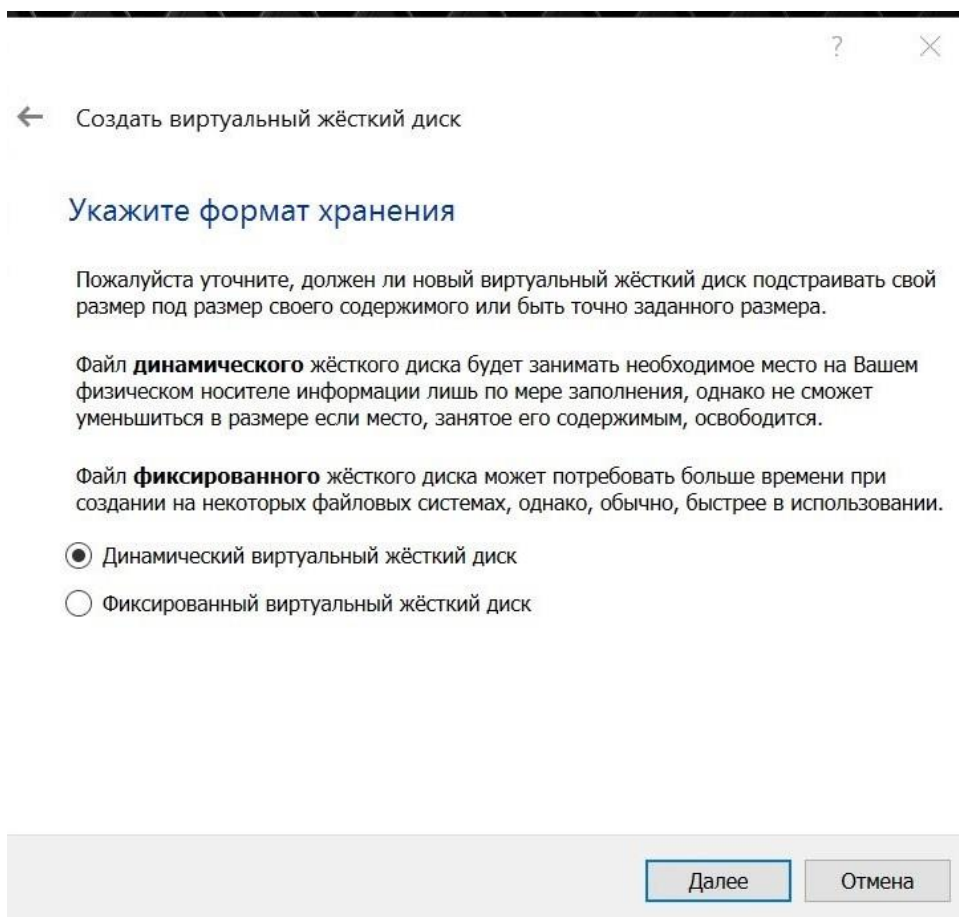 Создать виртуальный жёсткий диск
Укажите формат хранения
Пожалуйста уточните, должен ли новый виртуальный жёсткий диск подстраивать свой
размер под размер своего содержимого или быть точно заданного размера.
Файл динамического жёсткого диска будет занимать необходимое место на Вашем
физическом носителе информации лишь по мере заполнения, однако не сможет
уменьшиться в размере если место, занятое его содержимым, освободится.
Файл фиксированного жёсткого диска может потребовать больше времени при
создании на некоторых файловых системах, однако, обычно, быстрее в использовании.
Динамический виртуальный жёсткий диск
Фиксированный виртуальный жёсткий диск
Далее Отмена